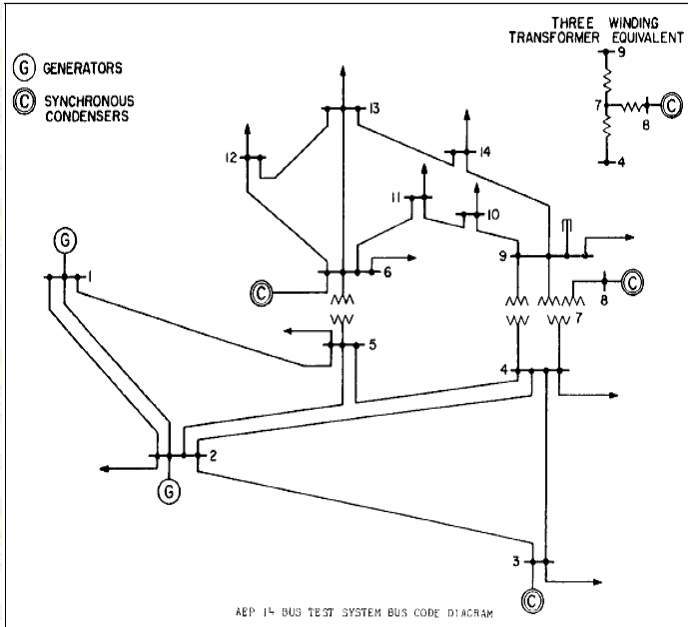 THREE WINDING
TRANSFORMER EQUIVALENT
9
7
C
8
4
G GENERATORS
C SYNCHRONOUS
CONDENSERS
13
12
14
11
10
G
1
9
6
C
C
8
7
5
4
2
G
3
C
AEP 14 BUS TEST SYSTEM BUS CODE DIAGRAM